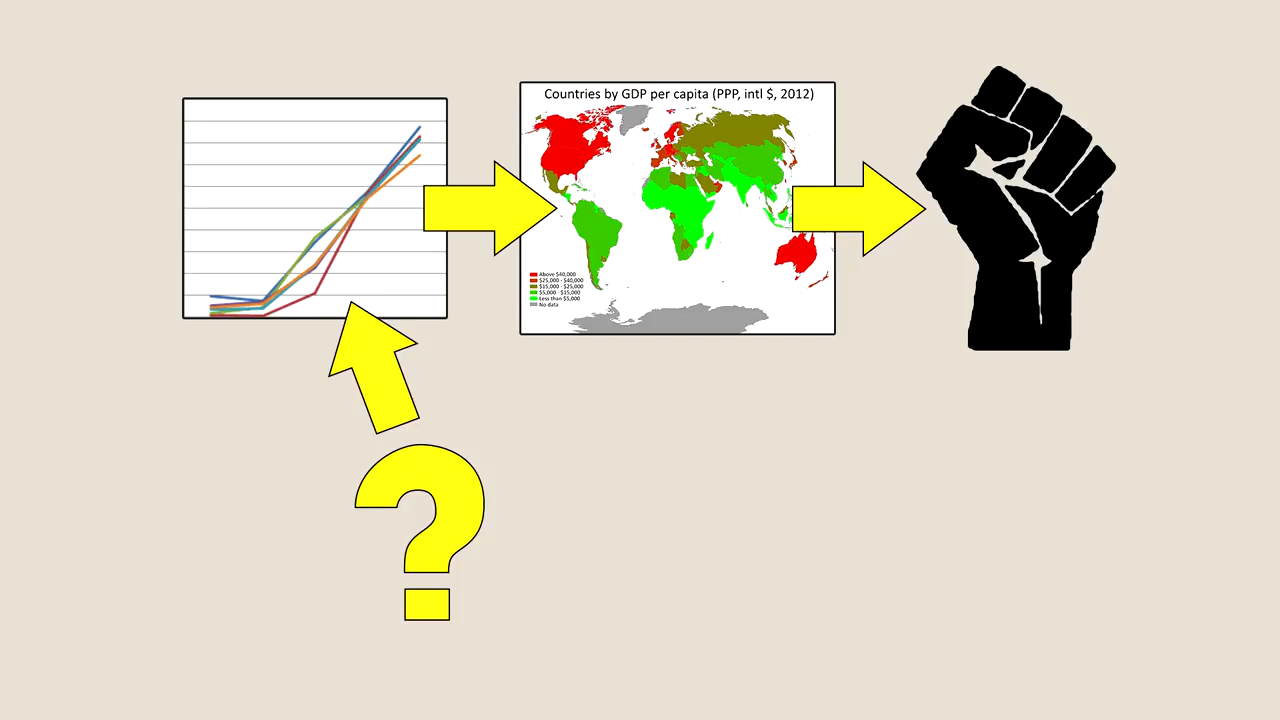 Countries by GDP per capita (PPP, intl $, 2012)
Above $40,000
$25,000 - $40,000
$15,000 - $25,000
$5,000 - $15,000
Less than $5,000
No data
?